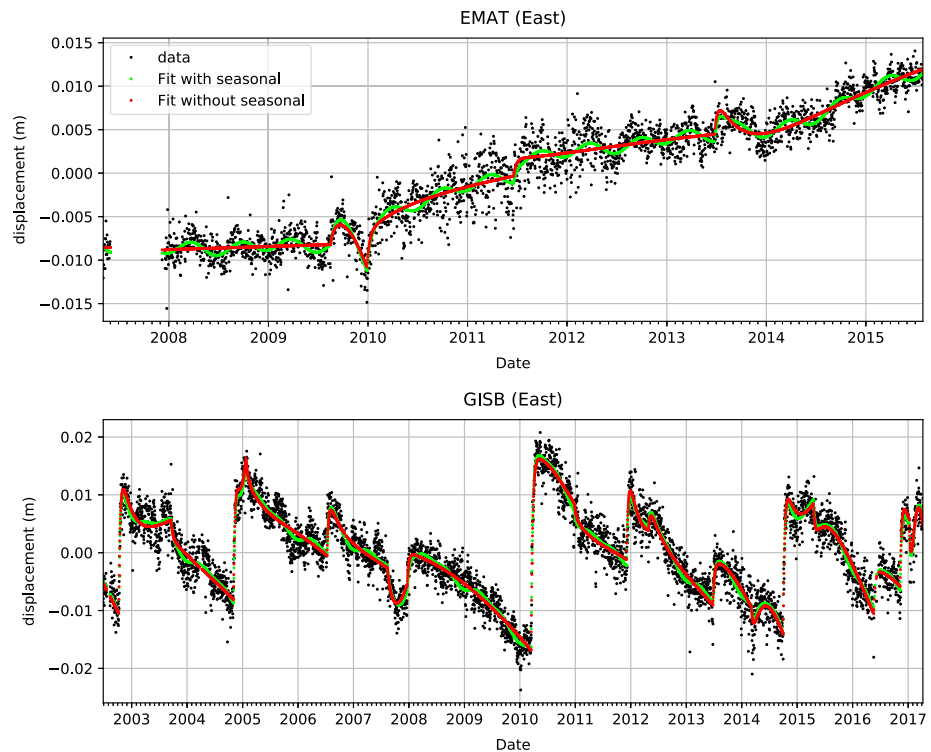 EMAT (East)
0.015
0.010
0.005
0.000
−0.005
−0.010
−0.015
displacement (m)
data
Fit with seasonal
Fit without seasonal
2008 2009 2010 2011 2012 2013 2014 2015
Date
GISB (East)
0.02
0.01
0.00
−0.01
−0.02
displacement (m)
2003 2004 2005 2006 2007 2008 2009 2010 2011 2012 2013 2014 2015 2016 2017
Date